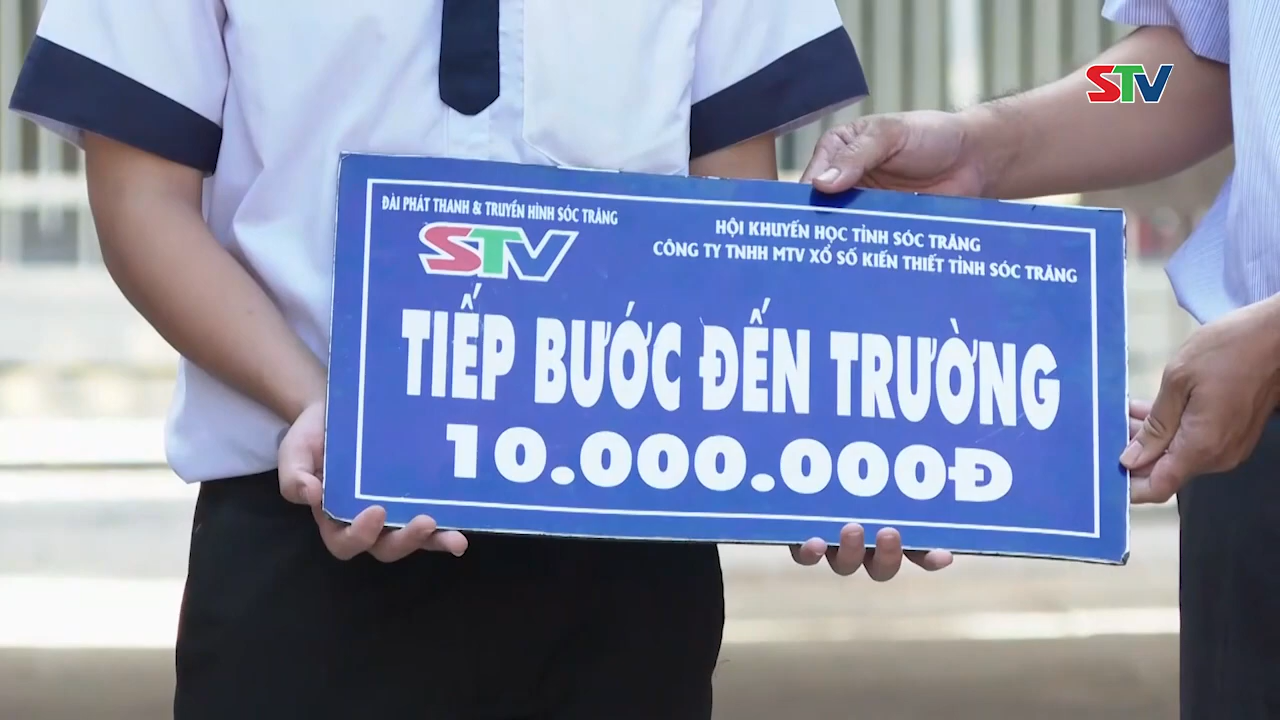 STV
ĐÀI PHÁT THANH & TRUYỀN HÌNH SÓC TRĂNG
STV
HỘI KHUYẾN HỌC TỈNH SÓC TRĂNG
CÔNG TY TNHH MTV XỔ SỐ KIẾN THIẾT TỈNH SÓC TRĂNG
TIẾP BƯỚC ĐẾN TRƯỜNG
10.000.000Đ